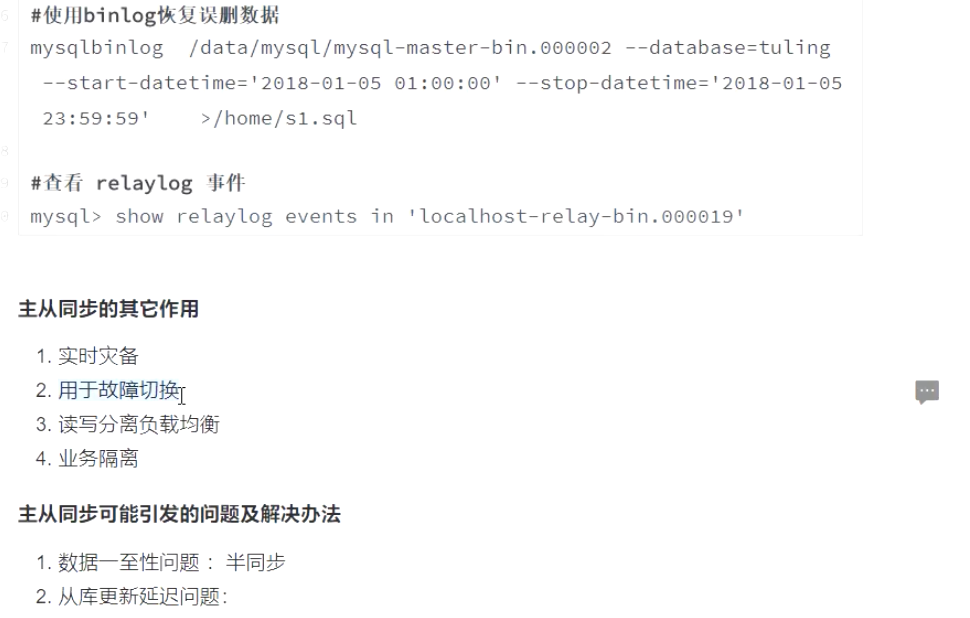 #使用binlog恢复误删数据
mysqlbinlog  /data/mysql/mysql-master-bin.000002 --database=tuling
--start-datetime='2018-01-05 01:00:00' --stop-datetime='2018-01-05
23:59:59'    >/home/s1.sql
#查看 relaylog 事件
mysql> show relaylog events in 'localhost-relay-bin.000019'
主从同步的其它作用
1. 实时灾备
2. 用于故障切换
3. 读写分离负载均衡
4. 业务隔离
主从同步可能引发的问题及解决办法
1. 数据一至性问题 ：半同步
2. 从库更新延迟问题：